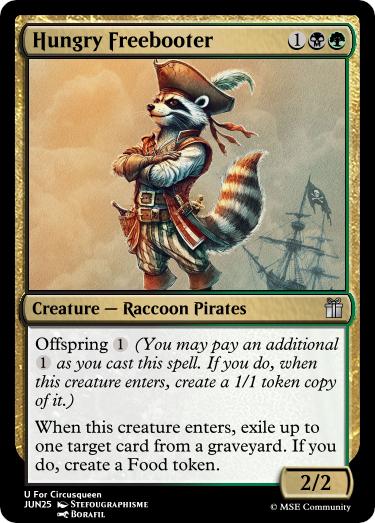 Hungry Freebooter 1
Creature — Raccoon Pirates
Offspring 1 (You may pay an additional
1 as you cast this spell. If you do, when
this creature enters, create a 1/1 token copy
of it.)
When this creature enters, exile up to
one target card from a graveyard. If you
do, create a Food token.
2/2
U For Circusqueen
JUN25 Stefougraphisme
Borafil
© MSE Community